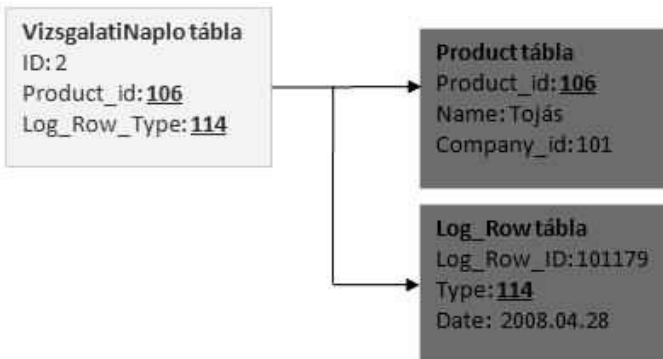 VizsgalatiNaplo tábla
ID: 2
Product_id: 106
Log_Row_Type: 114
Product tábla
Product_id: 106
Name: Tojás
Company_id: 101
Log_Row tábla
Log_Row_ID: 101179
Type: 114
Date: 2008.04.28